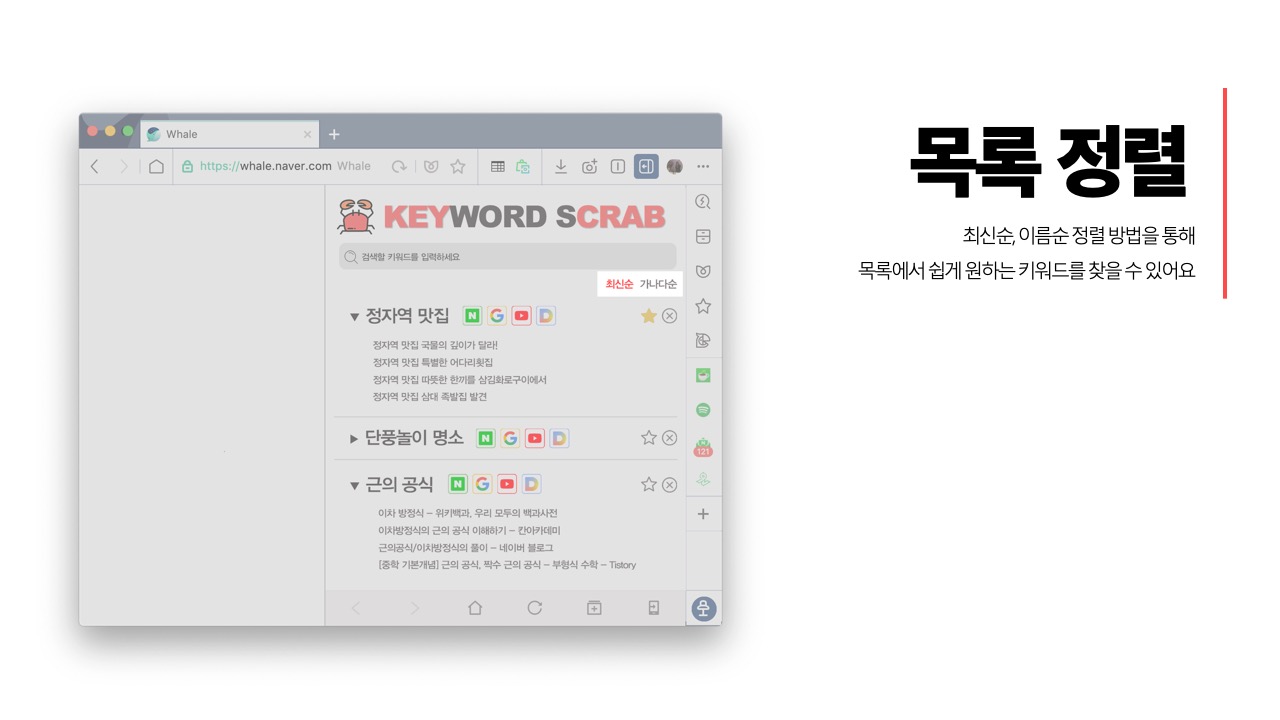 Whale
https://whale.naver.com Whale
KEYWORD SCRAB
검색할 키워드를 입력하세요
최신순 가나다순
정자역 맛집 N G D
정자역 맛집 국물의 깊이가 달라!
정자역 맛집 특별한 어다리횟집
정자역 맛집 따뜻한 한끼를 삼김화로구이에서
정자역 맛집 삼대 족발집 발견
단풍놀이 명소 N G D
근의 공식 N G D
이차 방정식 – 위키백과, 우리 모두의 백과사전
이차방정식의 근의 공식 이해하기 – 칸아카데미
근의공식/이차방정식의 풀이 – 네이버 블로그
[중학 기본개념] 근의 공식, 짝수 근의 공식 – 부형식 수학 – Tistory
121
목록 정렬
최신순, 이름순 정렬 방법을 통해
목록에서 쉽게 원하는 키워드를 찾을 수 있어요